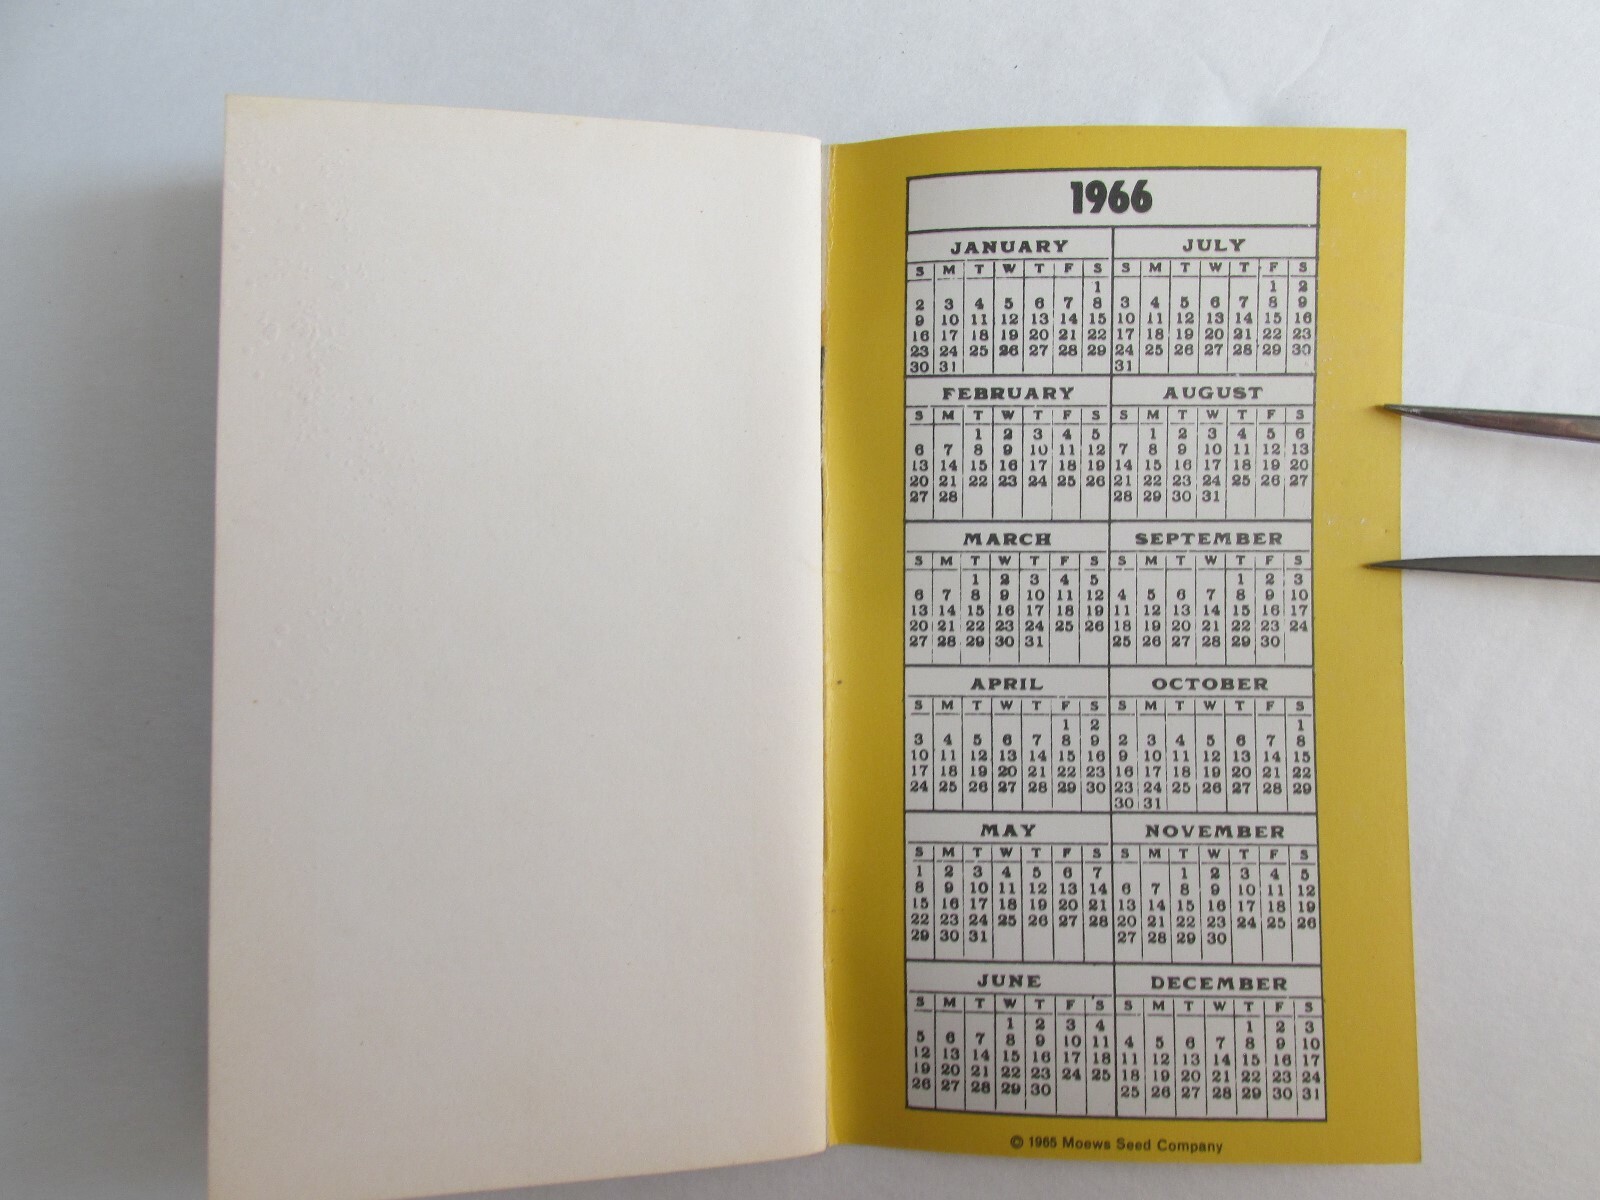 1966
JANUARY
S M T W T F S
1
2 3 4 5 6 7 8
9 10 11 12 13 14 15
16 17 18 19 20 21 22
23 24 25 26 27 28 29
30 31
FEBRUARY
S M T W T F S
1 2 3 4 5
6 7 8 9 10 11 12
13 14 15 16 17 18 19
20 21 22 23 24 25 26
27 28
MARCH
S M T W T F S
1 2 3 4 5
6 7 8 9 10 11 12
13 14 15 16 17 18 19
20 21 22 23 24 25 26
27 28 29 30 31
APRIL
S M T W T F S
1 2
3 4 5 6 7 8 9
10 11 12 13 14 15 16
17 18 19 20 21 22 23
24 25 26 27 28 29 30
MAY
S M T W T F S
1 2 3 4 5 6 7
8 9 10 11 12 13 14
15 16 17 18 19 20 21
22 23 24 25 26 27 28
29 30 31
JUNE
S M T W T F S
1 2 3 4
5 6 7 8 9 10 11
12 13 14 15 16 17 18
19 20 21 22 23 24 25
26 27 28 29 30
JULY
S M T W T F S
1 2
3 4 5 6 7 8 9
10 11 12 13 14 15 16
17 18 19 20 21 22 23
24 25 26 27 28 29 30
31
AUGUST
S M T W T F S
1 2 3 4 5 6
7 8 9 10 11 12 13
14 15 16 17 18 19 20
21 22 23 24 25 26 27
28 29 30 31
SEPTEMBER
S M T W T F S
1 2 3
4 5 6 7 8 9 10
11 12 13 14 15 16 17
18 19 20 21 22 23 24
25 26 27 28 29 30
OCTOBER
S M T W T F S
1
2 3 4 5 6 7 8
9 10 11 12 13 14 15
16 17 18 19 20 21 22
23 24 25 26 27 28 29
30 31
NOVEMBER
S M T W T F S
1 2 3 4 5
6 7 8 9 10 11 12
13 14 15 16 17 18 19
20 21 22 23 24 25 26
27 28 29 30
DECEMBER
S M T W T F S
1 2 3
4 5 6 7 8 9 10
11 12 13 14 15 16 17
18 19 20 21 22 23 24
25 26 27 28 29 30 31
© 1965 Moews Seed Company